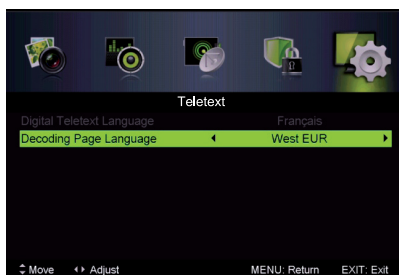 Teletext
Digital Teletext Language Français
Decoding Page Language West EUR
Move Adjust MENU: Return EXIT: Exit